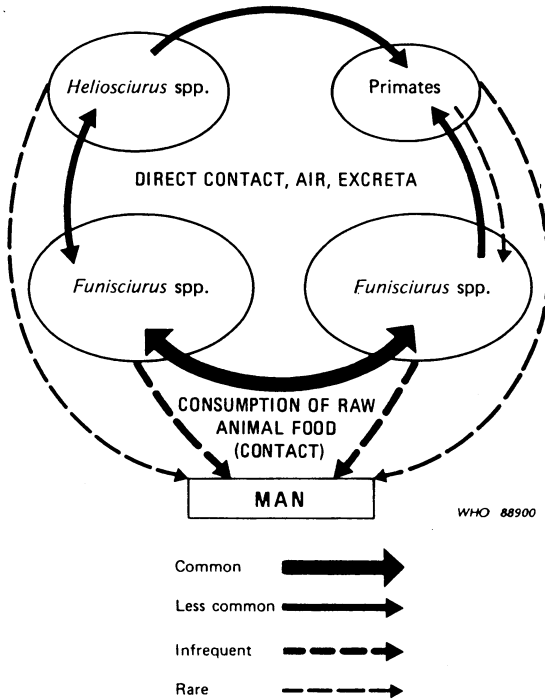 Heliosciurus spp.
Primates
DIRECT CONTACT, AIR, EXCRETA
Funisciurus spp.
Funisciurus spp.
CONSUMPTION OF RAW
ANIMAL FOOD
(CONTACT)
MAN
WHO 88900
Common
Less common
Infrequent
Rare